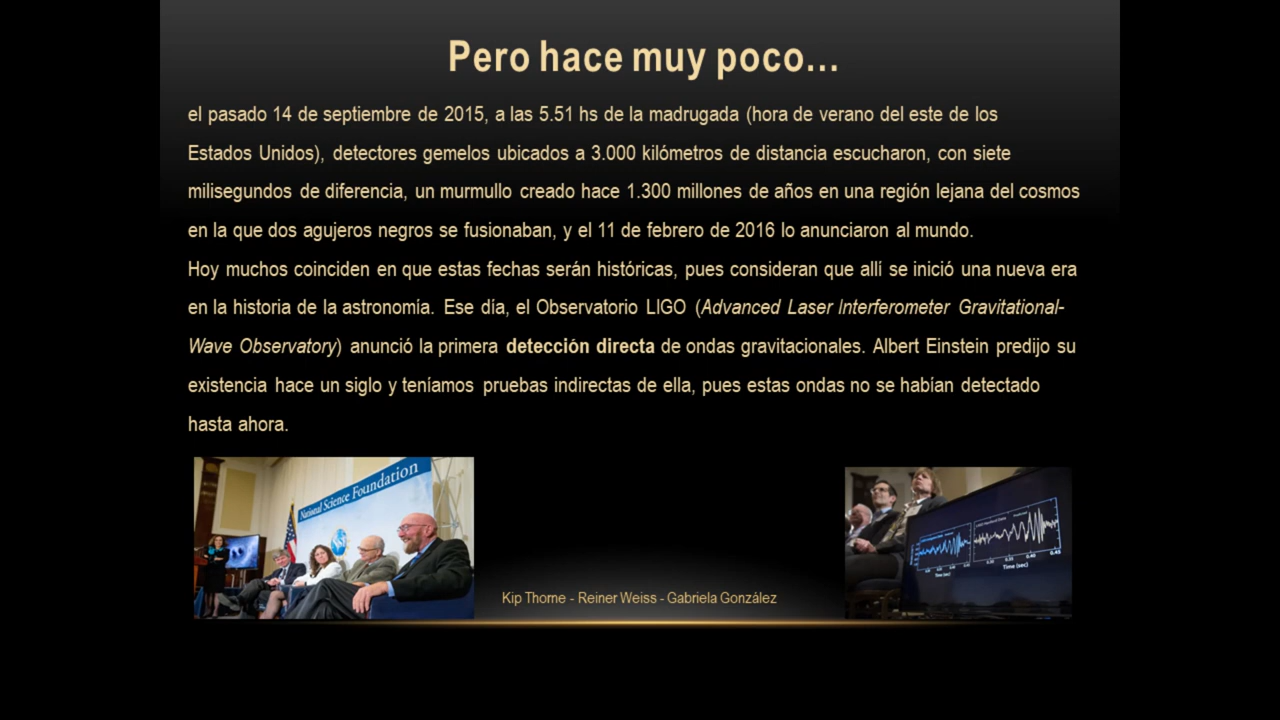 Pero hace muy poco...
el pasado 14 de septiembre de 2015, a las 5.51 hs de la madrugada (hora de verano del este de los
Estados Unidos), detectores gemelos ubicados a 3.000 kilómetros de distancia escucharon, con siete
milisegundos de diferencia, un murmullo creado hace 1.300 millones de años en una región lejana del cosmos
en la que dos agujeros negros se fusionaban, y el 11 de febrero de 2016 lo anunciaron al mundo.
Hoy muchos coinciden en que estas fechas serán históricas, pues consideran que allí se inició una nueva era
en la historia de la astronomía. Ese día, el Observatorio LIGO (Advanced Laser Interferometer Gravitational-
Wave Observatory) anunció la primera detección directa de ondas gravitacionales. Albert Einstein predijo su
existencia hace un siglo y teníamos pruebas indirectas de ella, pues estas ondas no se habían detectado
hasta ahora.
National Science Foundation
Time (sec)
Time (sec)
Kip Thorne - Reiner Weiss - Gabriela González